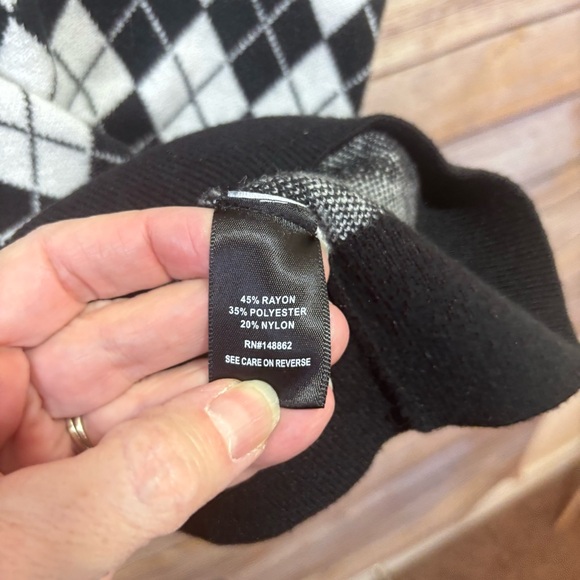 45% RAYON
35% POLYESTER
20% NYLON
RN#148862
SEE CARE ON REVERSE